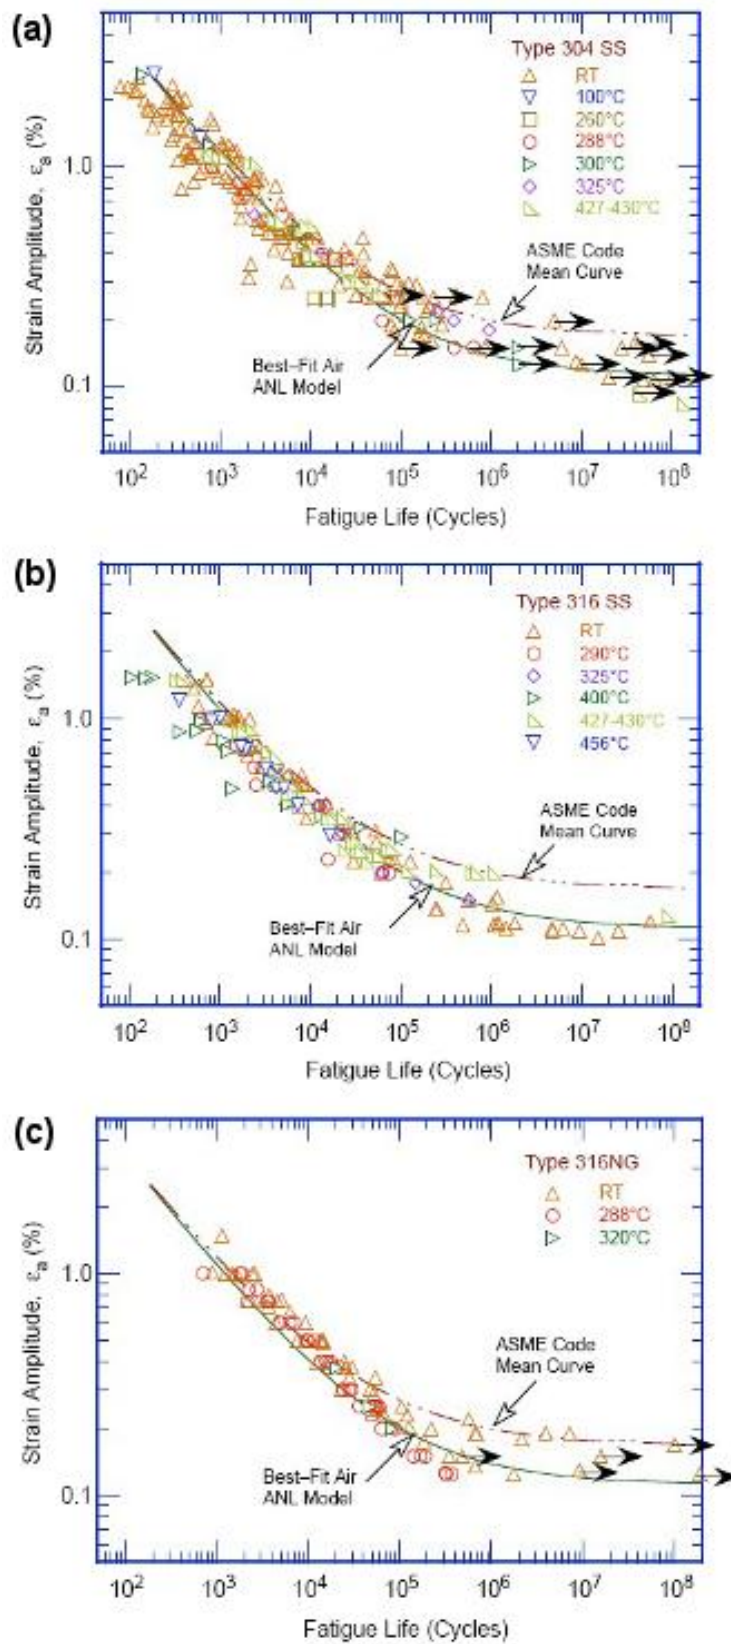 (a)
Type 304 SS
RT
100°C
260°C
288°C
300°C
325°C
427-430°C
ASME Code
Mean Curve
Best–Fit Air
ANL Model
Strain Amplitude, εa (%)
1.0
0.1
10² 10³ 10⁴ 10⁵ 10⁶ 10⁷ 10⁸
Fatigue Life (Cycles)
(b)
Type 316 SS
RT
290°C
325°C
400°C
427-430°C
456°C
ASME Code
Mean Curve
Best–Fit Air
ANL Model
Strain Amplitude, εa (%)
1.0
0.1
10² 10³ 10⁴ 10⁵ 10⁶ 10⁷ 10⁸
Fatigue Life (Cycles)
(c)
Type 316NG
RT
288°C
320°C
ASME Code
Mean Curve
Best–Fit Air
ANL Model
Strain Amplitude, εa (%)
1.0
0.1
10² 10³ 10⁴ 10⁵ 10⁶ 10⁷ 10⁸
Fatigue Life (Cycles)